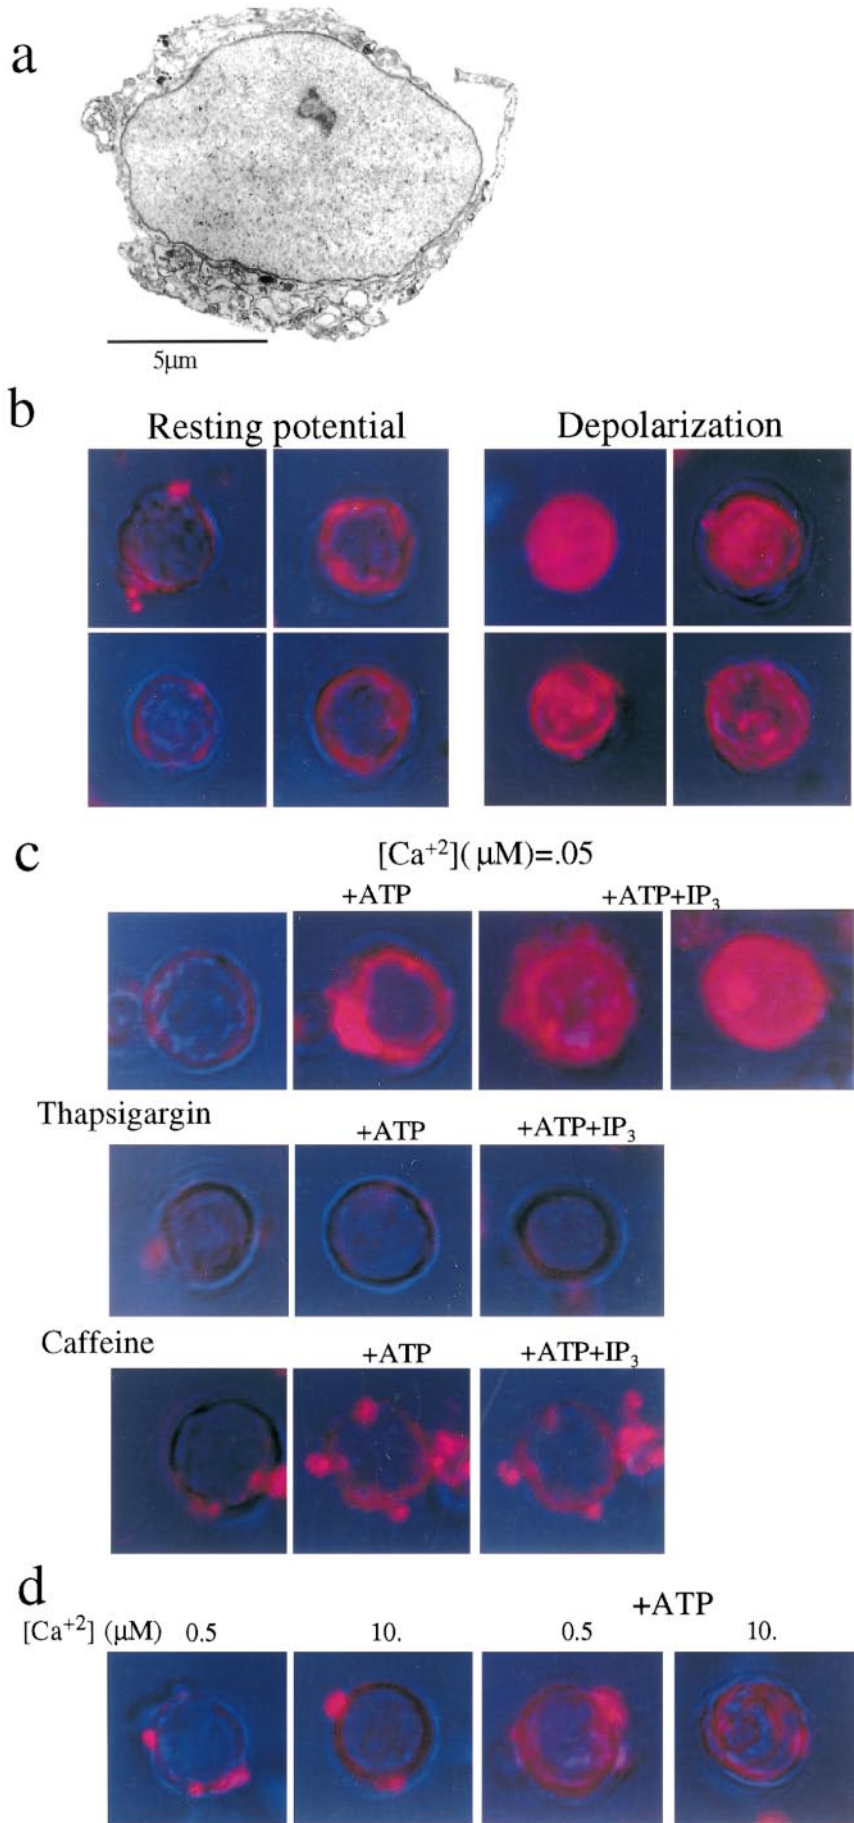 a
5μm
b
Resting potential Depolarization
c
[Ca⁺²](μM)=.05
+ATP +ATP+IP₃
Thapsigargin
+ATP +ATP+IP₃
Caffeine
+ATP +ATP+IP₃
d
+ATP
[Ca⁺²] (μM) 0.5 10. 0.5 10.